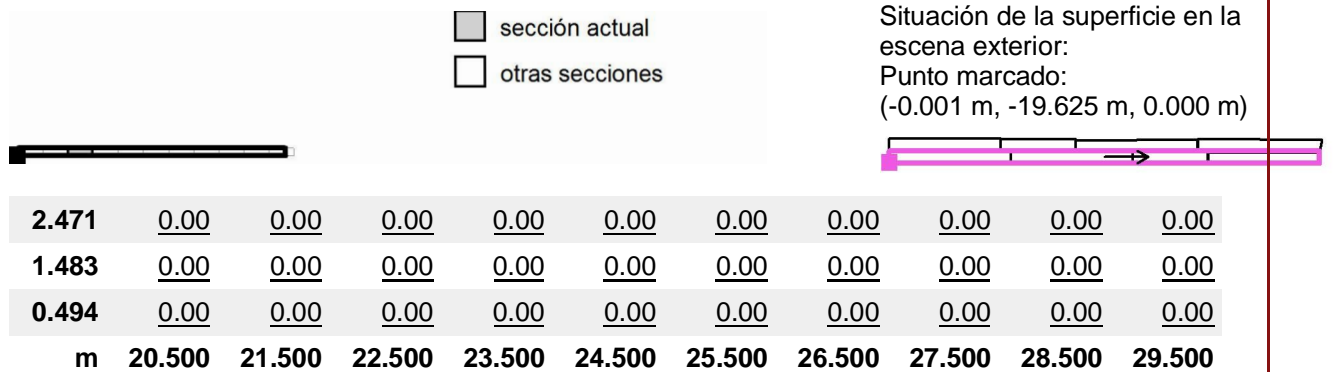 sección actual
otras secciones
Situación de la superficie en la
escena exterior:
Punto marcado:
(-0.001 m, -19.625 m, 0.000 m)
2.471 0.00 0.00 0.00 0.00 0.00 0.00 0.00 0.00 0.00 0.00
1.483 0.00 0.00 0.00 0.00 0.00 0.00 0.00 0.00 0.00 0.00
0.494 0.00 0.00 0.00 0.00 0.00 0.00 0.00 0.00 0.00 0.00
m 20.500 21.500 22.500 23.500 24.500 25.500 26.500 27.500 28.500 29.500